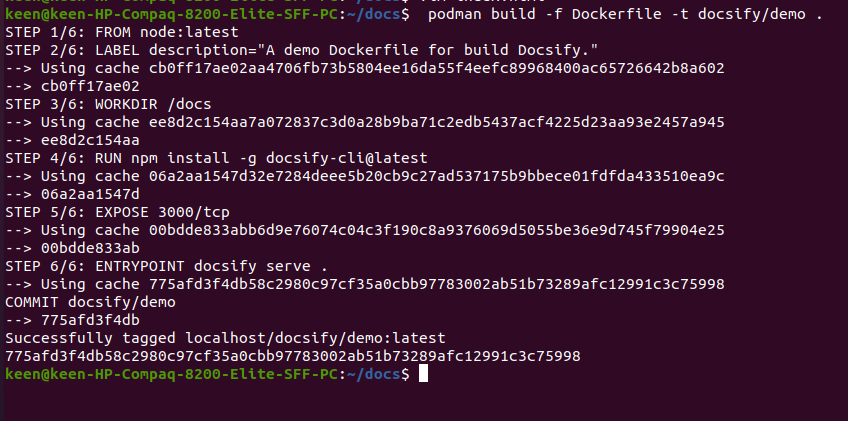 keen@keen-HP-Compaq-8200-Elite-SFF-PC:~/docs$  podman build -f Dockerfile -t docsify/demo .
STEP 1/6: FROM node:latest
STEP 2/6: LABEL description="A demo Dockerfile for build Docsify."
--> Using cache cb0ff17ae02aa4706fb73b5804ee16da55f4eefc89968400ac65726642b8a602
--> cb0ff17ae02
STEP 3/6: WORKDIR /docs
--> Using cache ee8d2c154aa7a072837c3d0a28b9ba71c2edb5437acf4225d23aa93e2457a945
--> ee8d2c154aa
STEP 4/6: RUN npm install -g docsify-cli@latest
--> Using cache 06a2aa1547d32e7284deee5b20cb9c27ad537175b9bbece01fdfda433510ea9c
--> 06a2aa1547d
STEP 5/6: EXPOSE 3000/tcp
--> Using cache 00bdde833abb6d9e76074c04c3f190c8a9376069d5055be36e9d745f79904e25
--> 00bdde833ab
STEP 6/6: ENTRYPOINT docsify serve .
--> Using cache 775afd3f4db58c2980c97cf35a0cbb97783002ab51b73289afc12991c3c75998
COMMIT docsify/demo
--> 775afd3f4db
Successfully tagged localhost/docsify/demo:latest
775afd3f4db58c2980c97cf35a0cbb97783002ab51b73289afc12991c3c75998
keen@keen-HP-Compaq-8200-Elite-SFF-PC:~/docs$